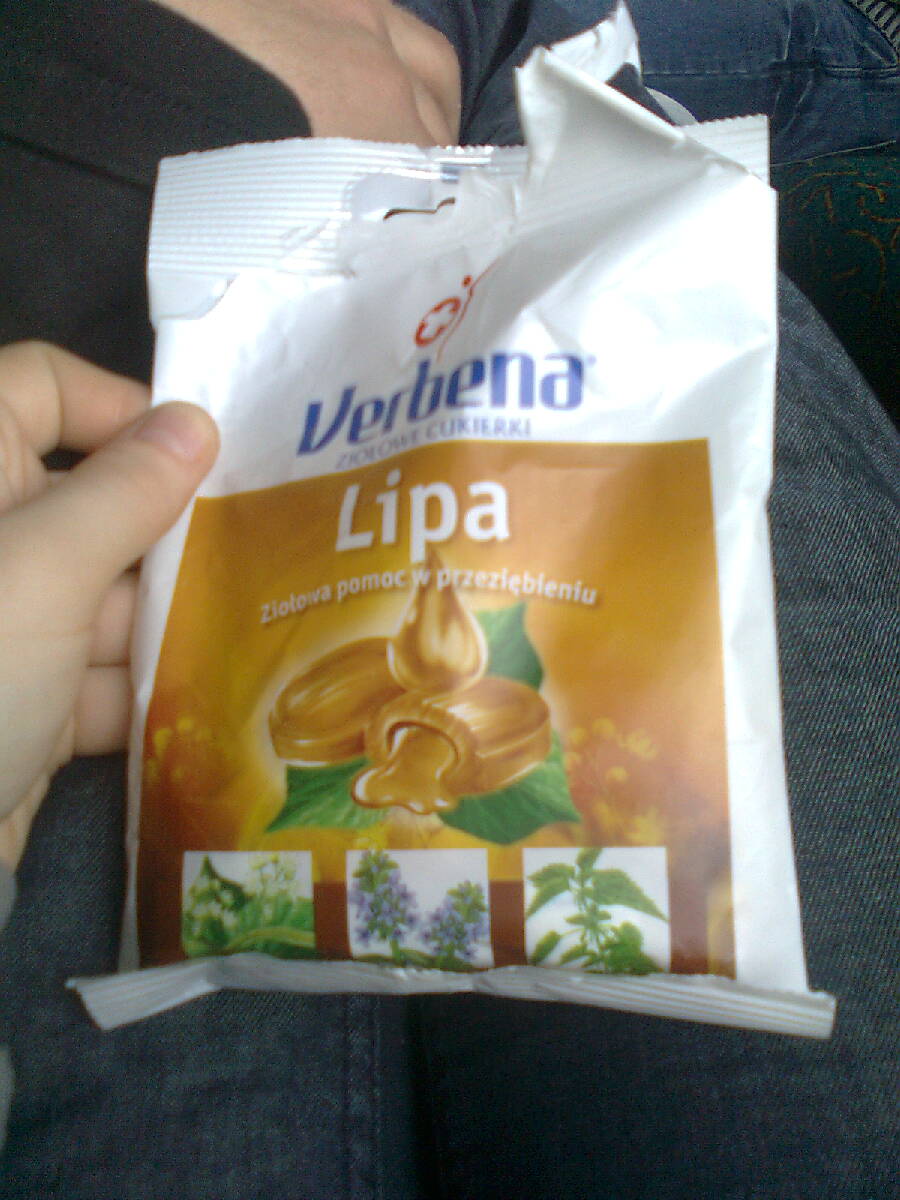 Verbena
ZIOŁOWE CUKIERKI
Lipa
Ziołowa pomoc w przeziębieniu